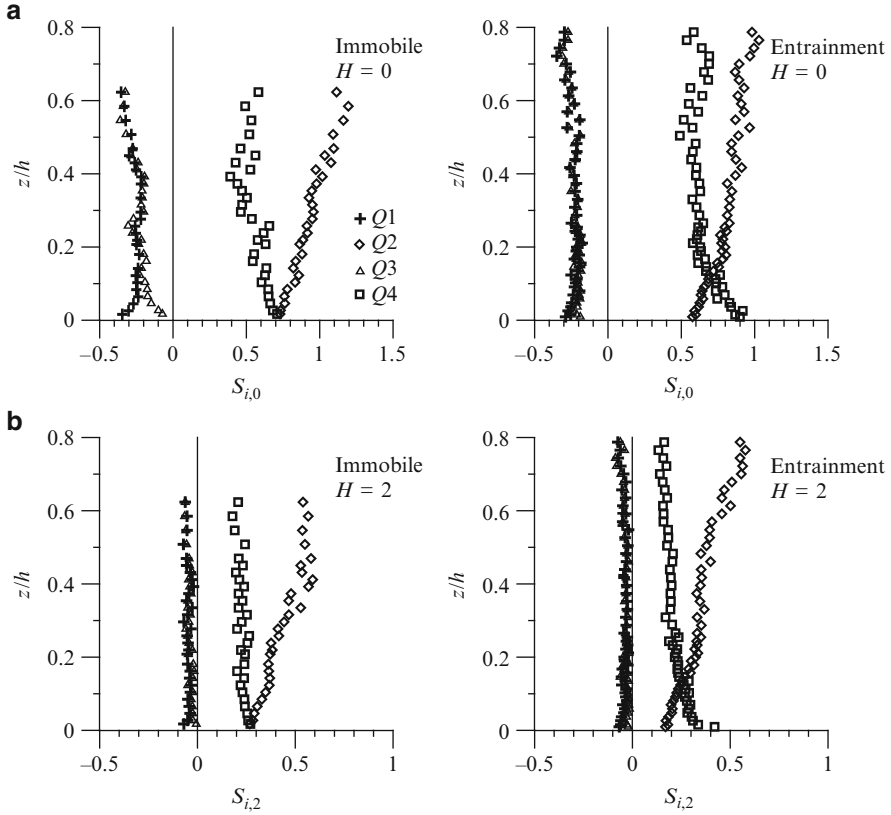 a
Immobile
H = 0
Entrainment
H = 0
0.8
0.6
0.4
0.2
0
z/h
Q1
Q2
Q3
Q4
−0.5 0 0.5 1 1.5
S_{i,0}
0.8
0.6
0.4
0.2
0
z/h
−0.5 0 0.5 1 1.5
S_{i,0}
b
Immobile
H = 2
Entrainment
H = 2
0.8
0.6
0.4
0.2
0
z/h
−0.5 0 0.5 1
S_{i,2}
0.8
0.6
0.4
0.2
0
z/h
−0.5 0 0.5 1
S_{i,2}